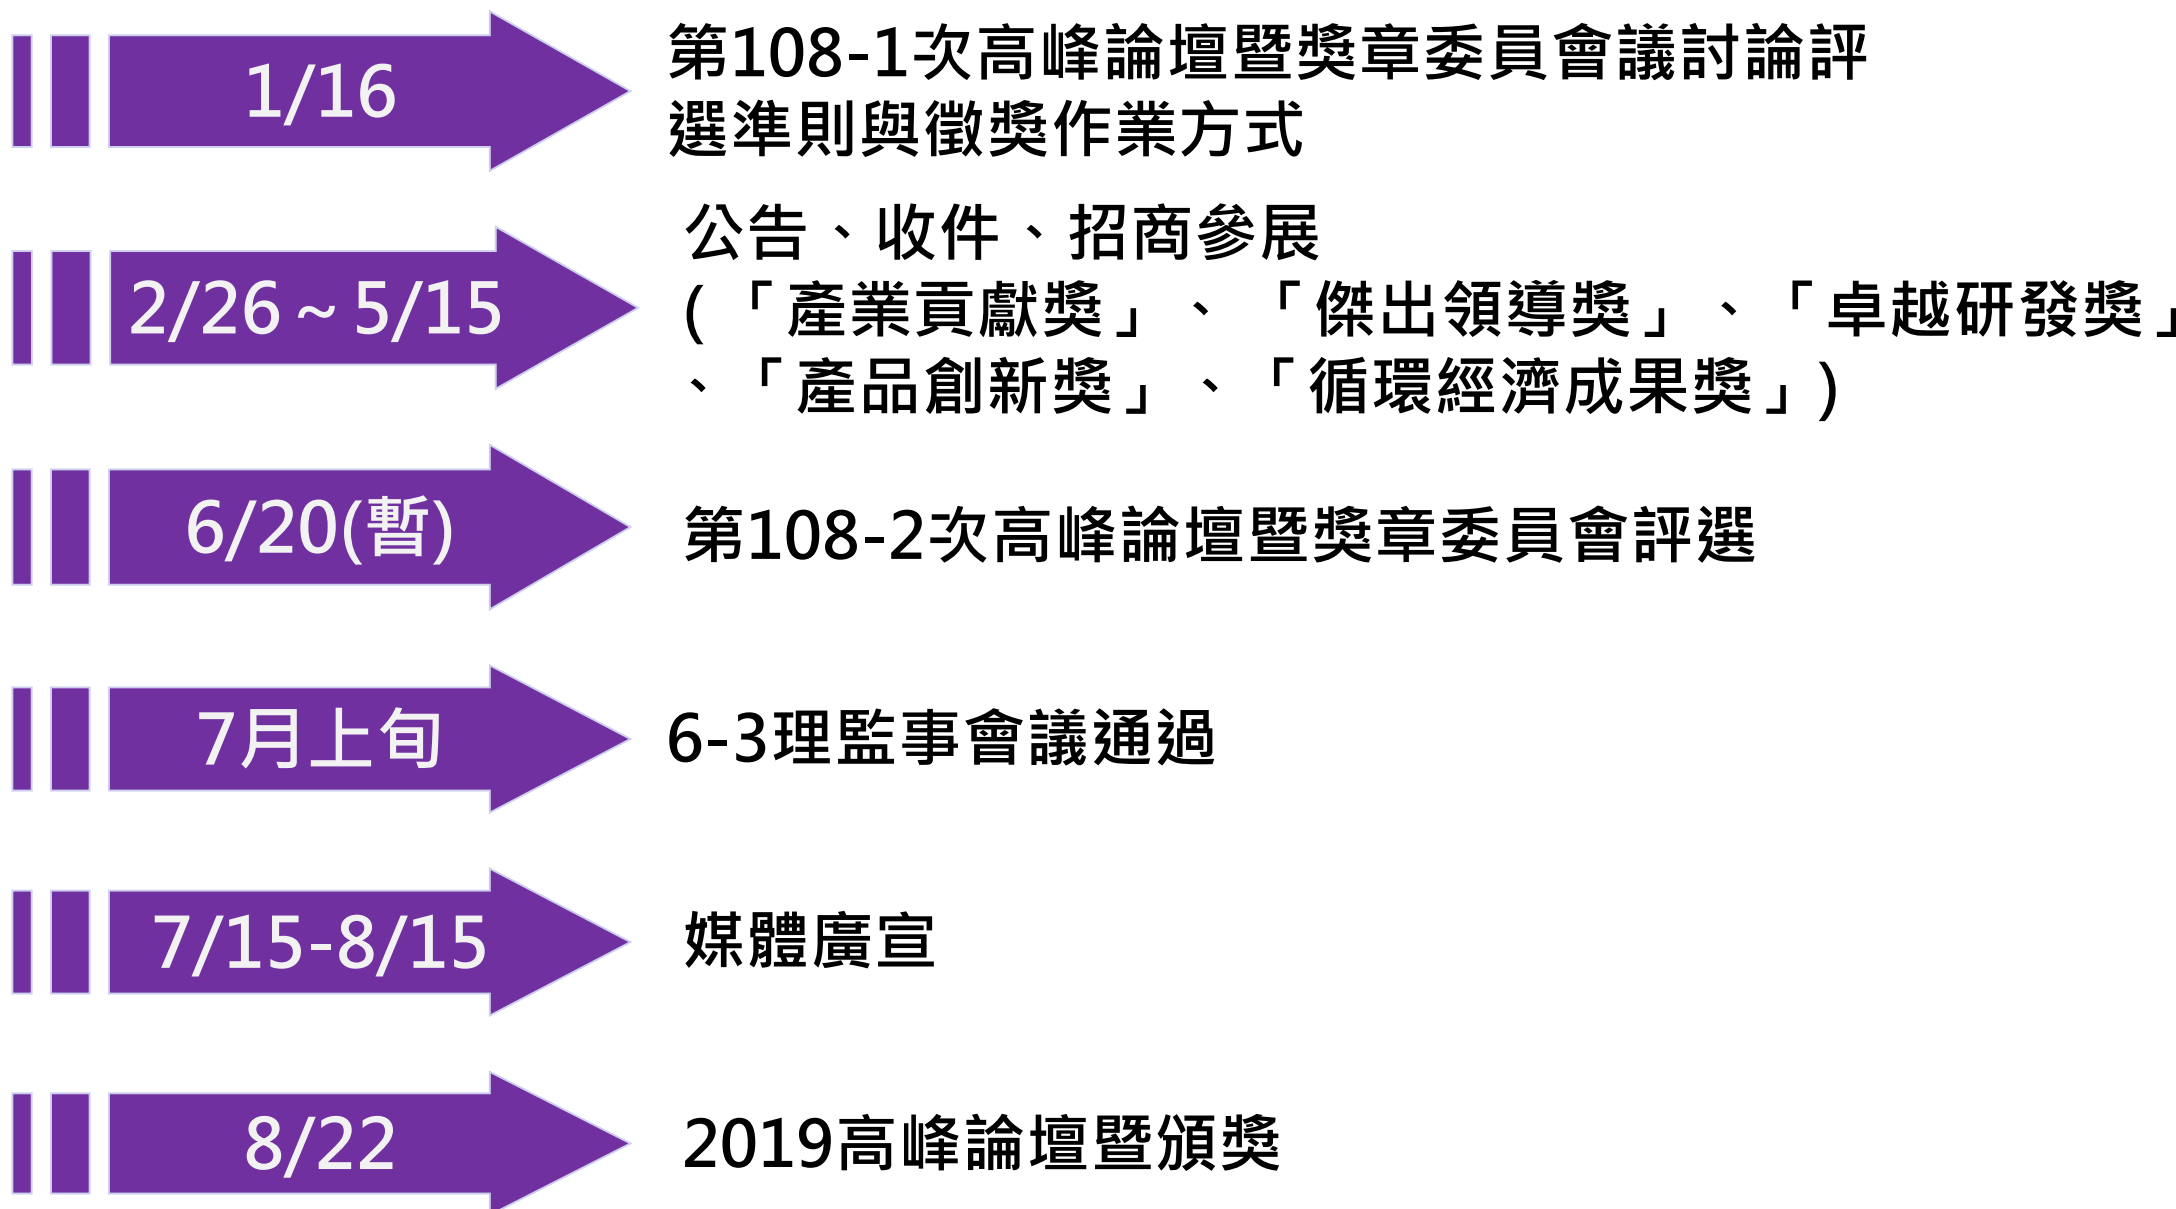 1/16
第108-1次高峰論壇暨獎章委員會議討論評
選準則與徵獎作業方式
2/26～5/15
公告、收件、招商參展
(「產業貢獻獎」、「傑出領導獎」、「卓越研發獎」
、「產品創新獎」、「循環經濟成果獎」)
6/20(暫)
第108-2次高峰論壇暨獎章委員會評選
7月上旬
6-3理監事會議通過
7/15-8/15
媒體廣宣
8/22
2019高峰論壇暨頒獎